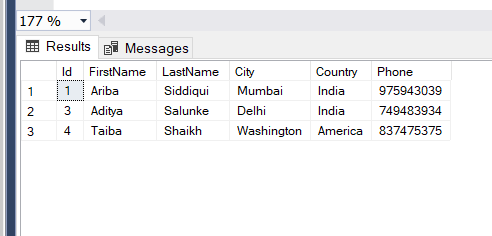 177 %
Results Messages
Id FirstName LastName City Country Phone
1 1 Ariba Siddiqui Mumbai India 975943039
2 3 Aditya Salunke Delhi India 749483934
3 4 Taiba Shaikh Washington America 837475375